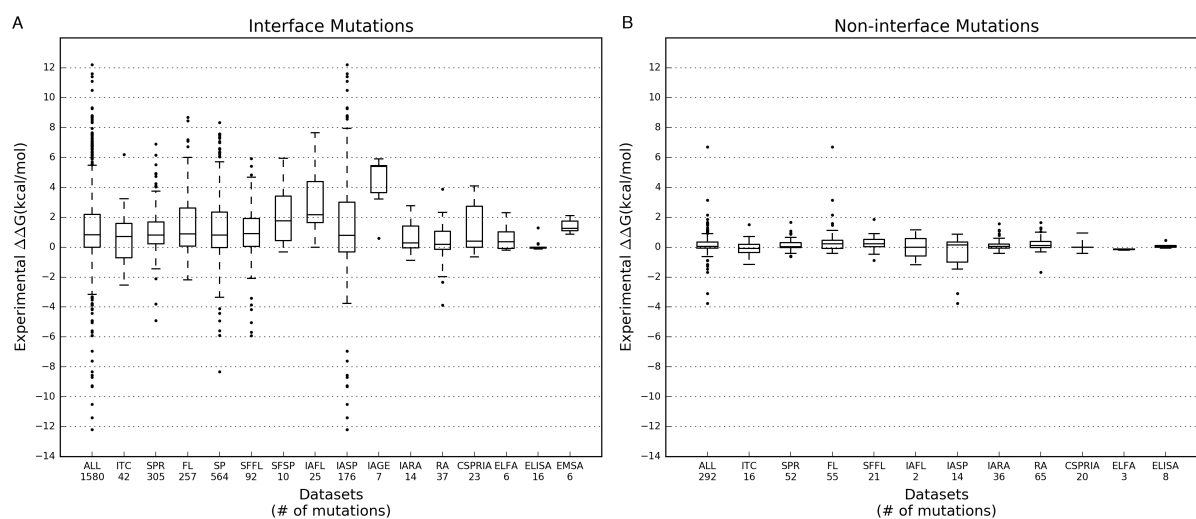 A
Interface Mutations
Experimental ΔΔG(kcal/mol)
12
10
8
6
4
2
0
−2
−4
−6
−8
−10
−12
−14
ALL ITC SPR FL SP SFFL SFSP IAFL IASP IAGE IARA RA CSPRIA ELFA ELISA EMSA
1580 42 305 257 564 92 10 25 176 7 14 37 23 6 16 6
Datasets
(# of mutations)
B
Non-interface Mutations
Experimental ΔΔG(kcal/mol)
12
10
8
6
4
2
0
−2
−4
−6
−8
−10
−12
−14
ALL ITC SPR FL SFFL IAFL IASP IARA RA CSPRIA ELFA ELISA
292 16 52 55 21 2 14 36 65 20 3 8
Datasets
(# of mutations)